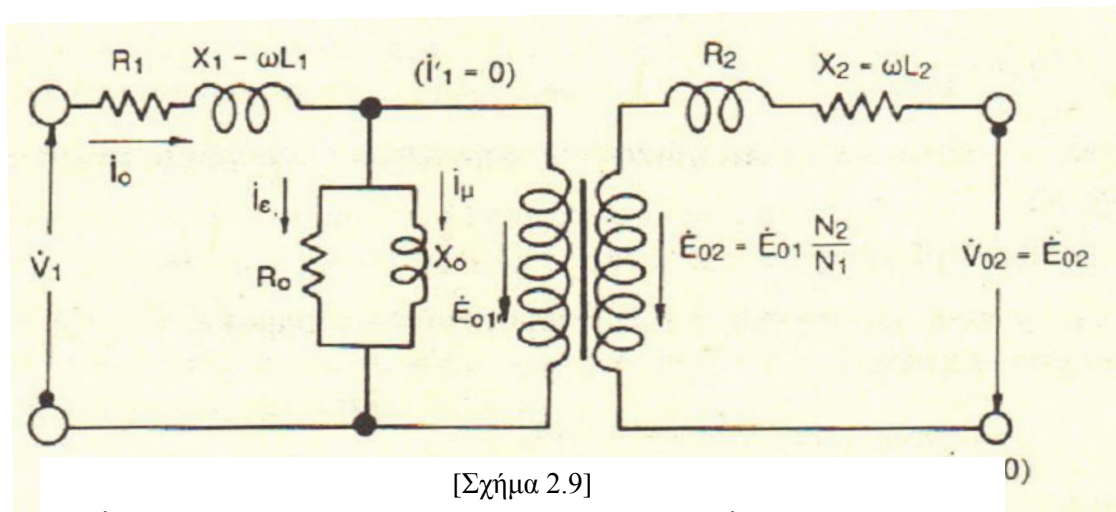 R₁
X₁ – ωL₁
(İ'₁ = 0)
R₂
X₂ = ωL₂
İₒ
İε
İμ
Rₒ
Xₒ
V̇₁
Ė₀₁
Ė₀₂ = Ė₀₁ N₂/N₁
V̇₀₂ = Ė₀₂
0)
[Σχήμα 2.9]